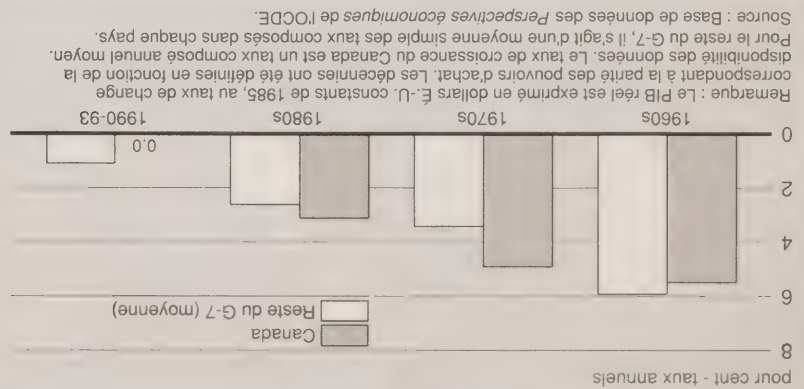 pour cent - taux annuels
8
Canada
Reste du G-7 (moyenne)
6
4
2
0.0
0
1960s 1970s 1980s 1990-93
Remarque : Le PIB réel est exprimé en dollars É.-U. constants de 1985, au taux de change
correspondant à la parité des pouvoirs d'achat. Les décennies ont été définies en fonction de la
disponibilité des données. Le taux de croissance du Canada est un taux composé annuel moyen.
Pour le reste du G-7, il s'agit d'une moyenne simple des taux composés dans chaque pays.
Source : Base de données des Perspectives économiques de l'OCDE.